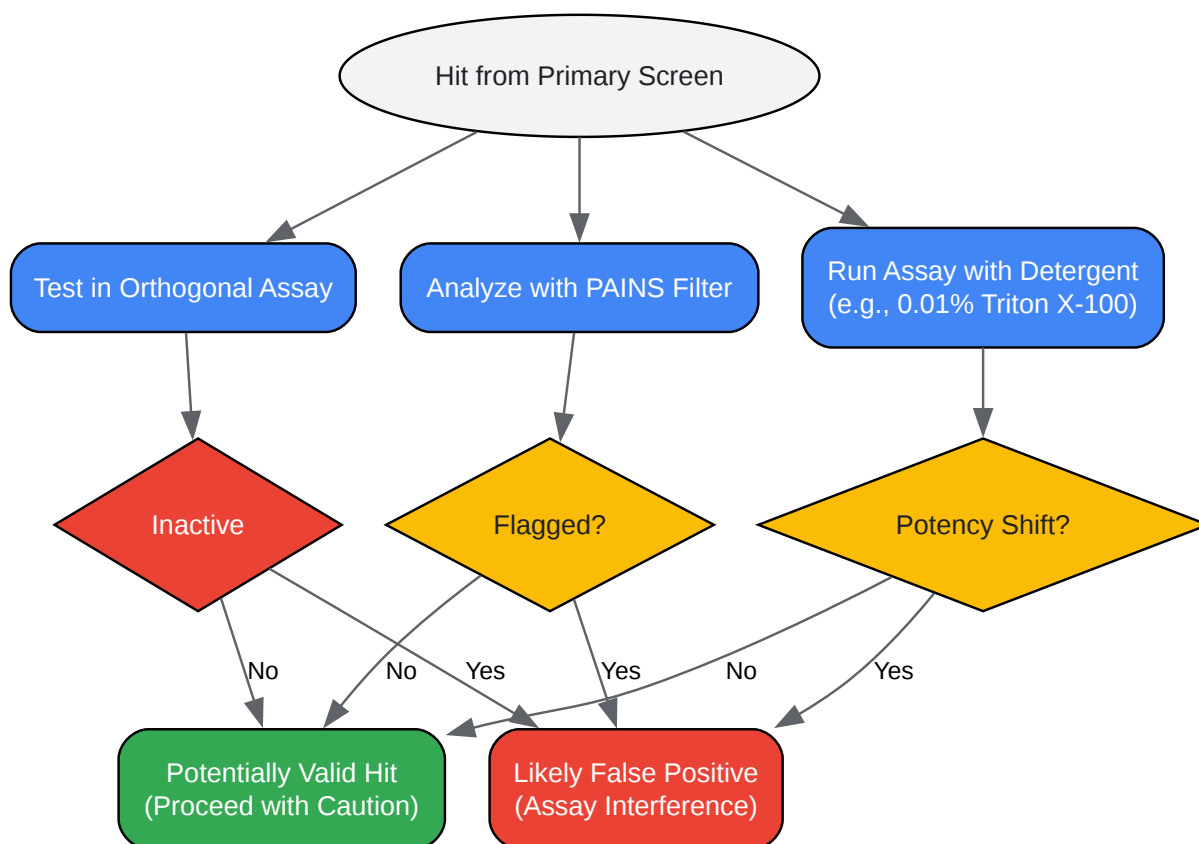 Hit from Primary Screen
Test in Orthogonal Assay
Analyze with PAINS Filter
Run Assay with Detergent
(e.g., 0.01% Triton X-100)
Inactive
Flagged?
Potency Shift?
No
Yes
No
Yes
No
Yes
Potentially Valid Hit
(Proceed with Caution)
Likely False Positive
(Assay Interference)